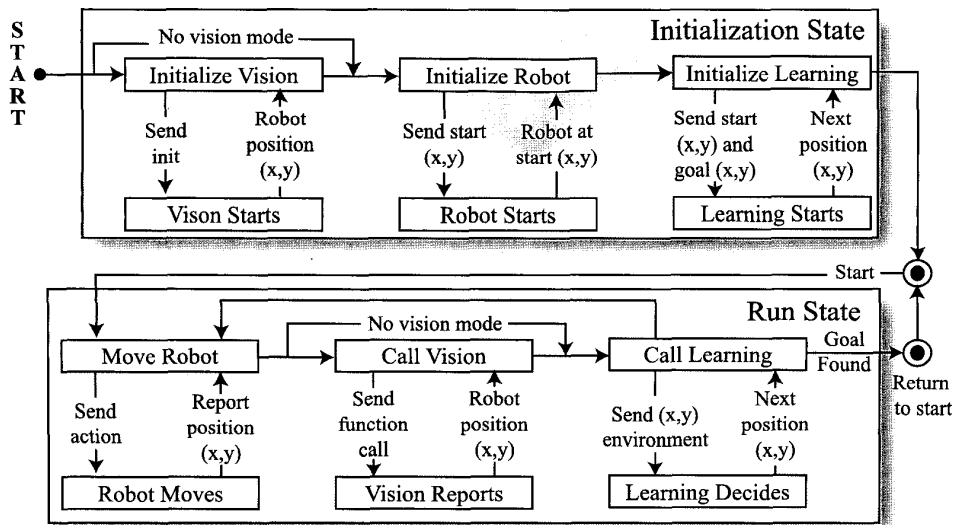 START
Initialization State
No vision mode
Initialize Vision
Initialize Robot
Initialize Learning
Send
init
Robot
position
(x,y)
Send start
(x,y)
Robot at
start (x,y)
Send start
(x,y) and
goal (x,y)
Next
position
(x,y)
Vison Starts
Robot Starts
Learning Starts
Start
Run State
No vision mode
Move Robot
Call Vision
Call Learning
Goal
Found
Return
to start
Send
action
Report
position
(x,y)
Send
function
call
Robot
position
(x,y)
Send (x,y)
environment
Next
position
(x,y)
Robot Moves
Vision Reports
Learning Decides